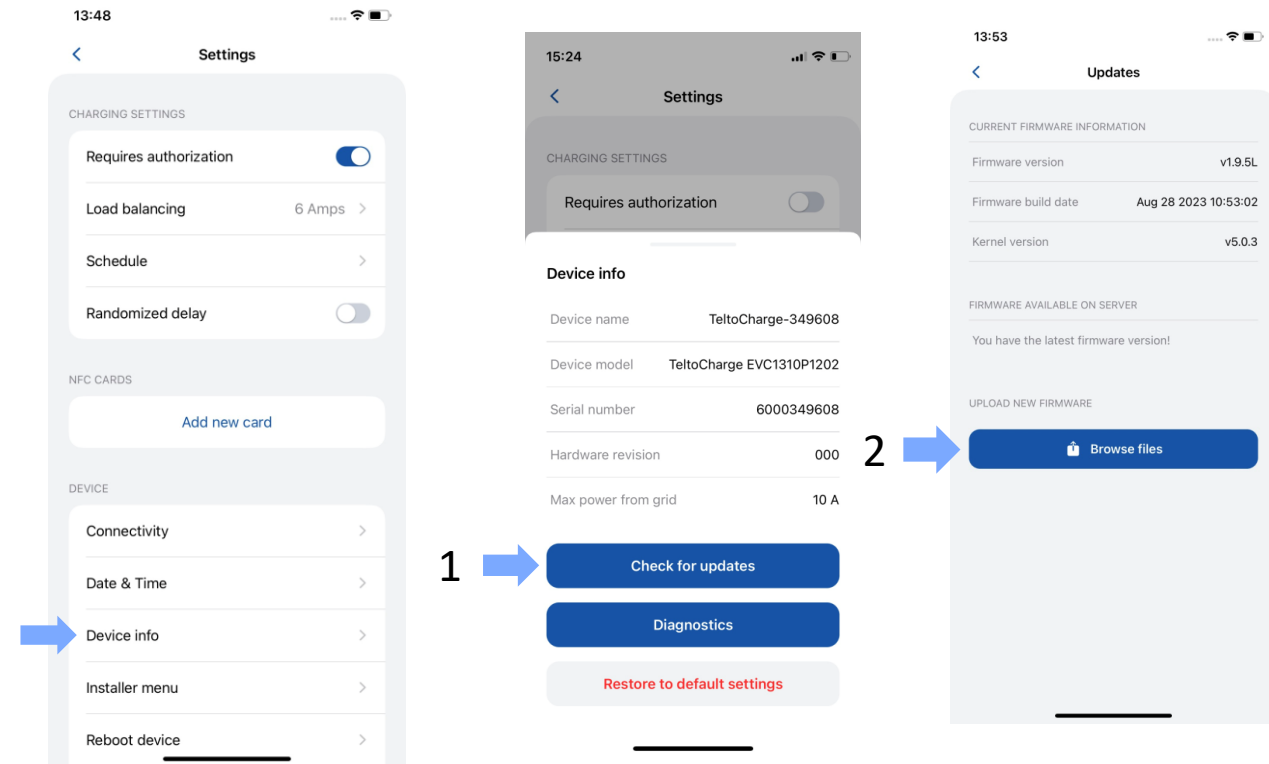 13:48
Settings
CHARGING SETTINGS
Requires authorization
Load balancing 6 Amps
Schedule
Randomized delay
NFC CARDS
Add new card
DEVICE
Connectivity
Date & Time
Device info
Installer menu
Reboot device
15:24
Settings
CHARGING SETTINGS
Requires authorization
Device info
Device name TeltoCharge-349608
Device model TeltoCharge EVC1310P1202
Serial number 6000349608
Hardware revision 000
Max power from grid 10 A
1
Check for updates
Diagnostics
Restore to default settings
13:53
Updates
CURRENT FIRMWARE INFORMATION
Firmware version v1.9.5L
Firmware build date Aug 28 2023 10:53:02
Kernel version v5.0.3
FIRMWARE AVAILABLE ON SERVER
You have the latest firmware version!
UPLOAD NEW FIRMWARE
2
Browse files